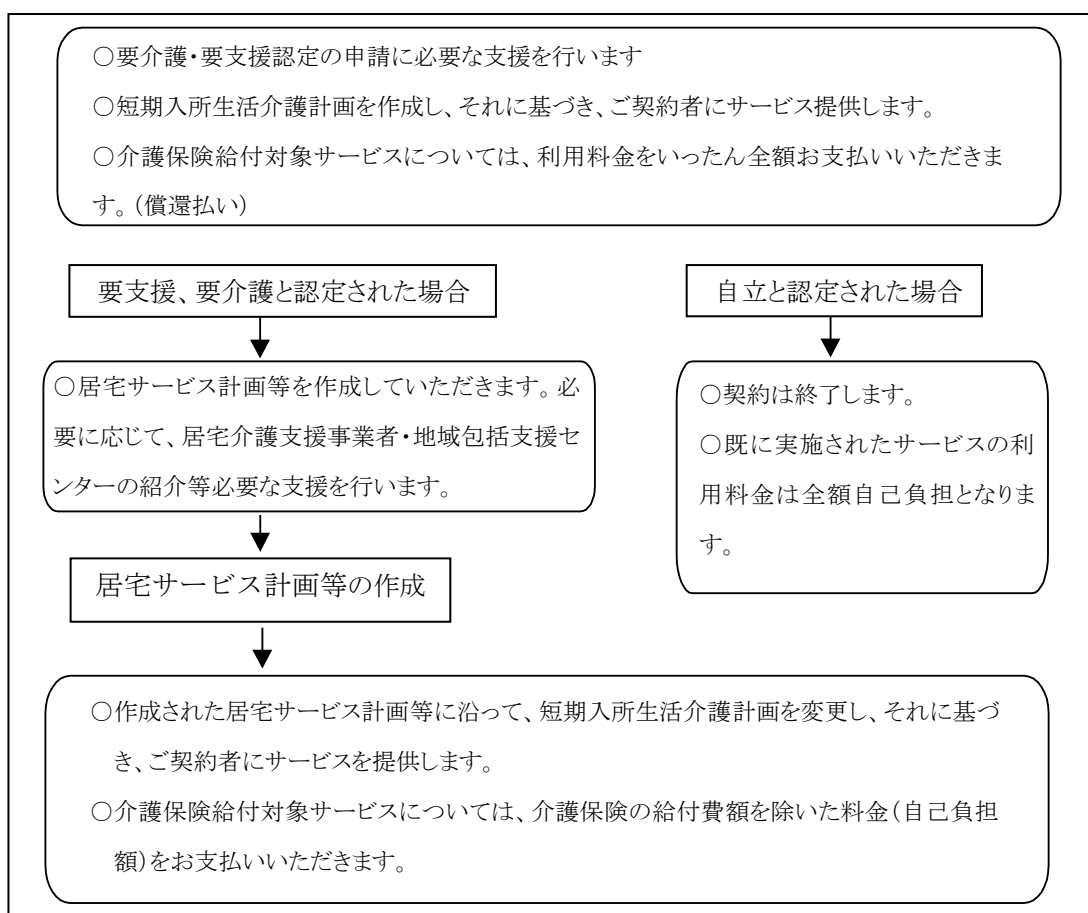 ○要介護・要支援認定の申請に必要な支援を行います
○短期入所生活介護計画を作成し、それに基づき、ご契約者にサービス提供します。
○介護保険給付対象サービスについては、利用料金をいったん全額お支払いいただきま
す。(償還払い)
要支援、要介護と認定された場合
○居宅サービス計画等を作成していただきます。必
要に応じて、居宅介護支援事業者・地域包括支援セ
ンターの紹介等必要な支援を行います。
居宅サービス計画等の作成
自立と認定された場合
○契約は終了します。
○既に実施されたサービスの利
用料金は全額自己負担となりま
す。
○作成された居宅サービス計画等に沿って、短期入所生活介護計画を変更し、それに基づ
き、ご契約者にサービスを提供します。
○介護保険給付対象サービスについては、介護保険の給付費額を除いた料金(自己負担
額)をお支払いいただきます。